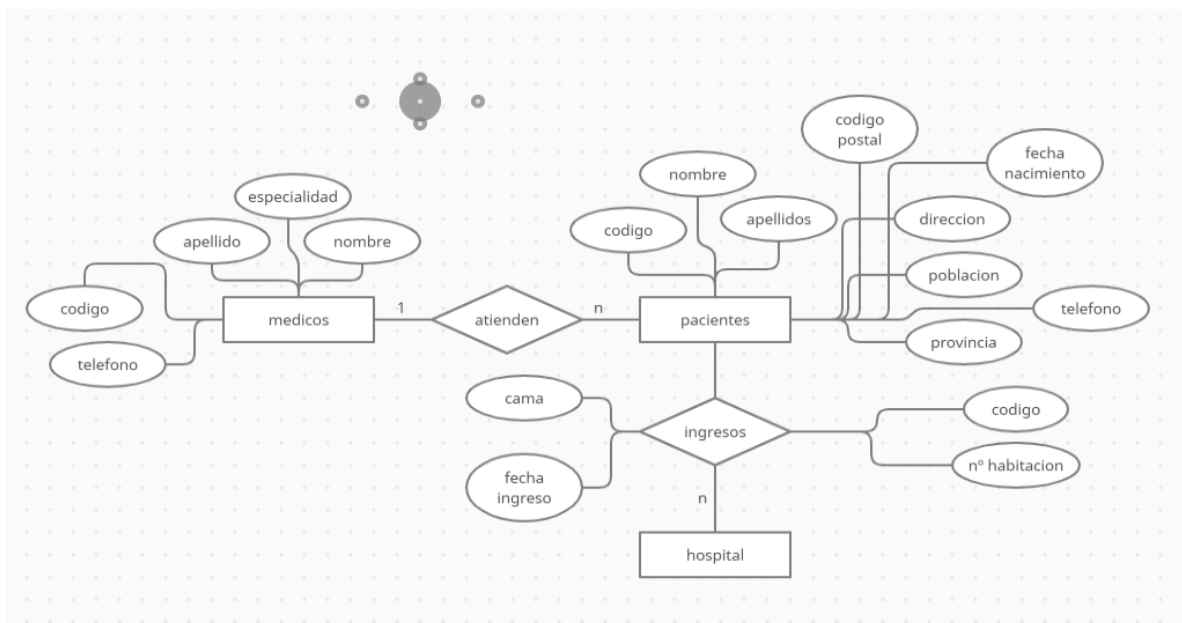 codigo
postal
fecha
nacimiento
nombre
especialidad
apellidos
direccion
codigo
apellido
nombre
poblacion
codigo
medicos
1
atienden
n
pacientes
telefono
provincia
telefono
cama
codigo
ingresos
nº habitacion
fecha
ingreso
n
hospital